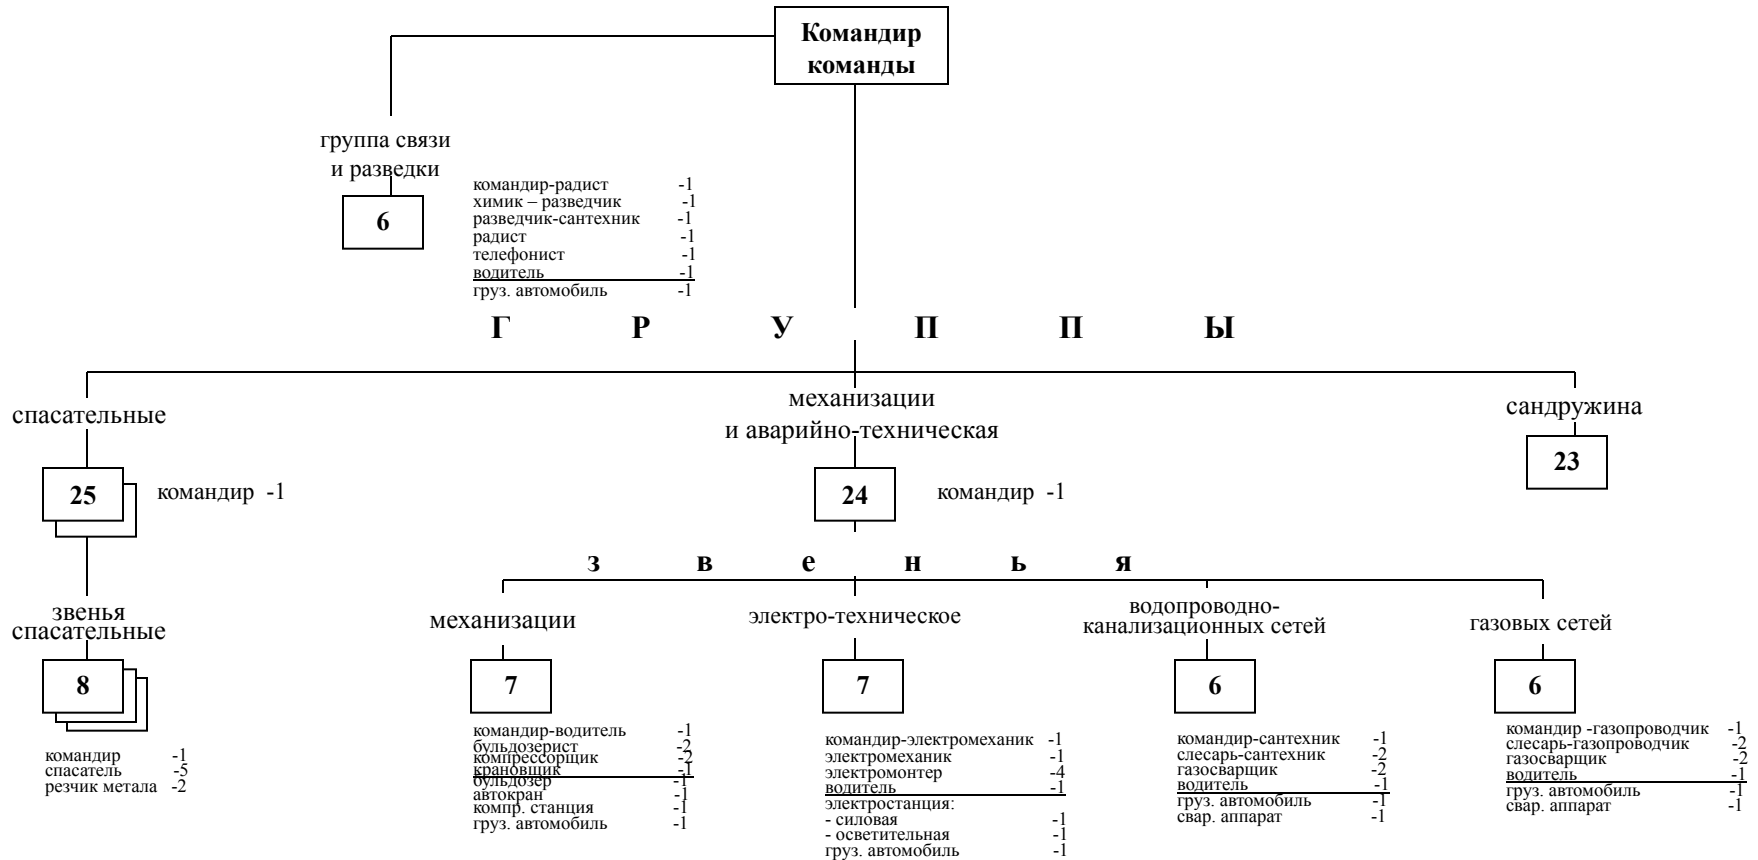 Командир
команды
группа связи
и разведки
6
командир-радист -1
химик – разведчик -1
разведчик-сантехник -1
радист -1
телефонист -1
водитель -1
груз. автомобиль -1
Г Р У П П Ы
спасательные
25
командир -1
механизации
и аварийно-техническая
24
командир -1
сандружина
23
з в е н ь я
звенья
спасательные
8
командир -1
спасатель -5
резчик метала -2
механизации
7
командир-водитель -1
бульдозерист -2
компрессорщик -2
крановщик -1
бульдозер -1
автокран -1
компр. станция -1
груз. автомобиль -1
электро-техническое
7
командир-электромеханик -1
электромеханик -1
электромонтер -4
водитель -1
электростанция:
- силовая -1
- осветительная -1
груз. автомобиль -1
водопроводно-
канализационных сетей
6
командир-сантехник -1
слесарь-сантехник -2
газосварщик -2
водитель -1
груз. автомобиль -1
свар. аппарат -1
газовых сетей
6
командир -газопроводчик -1
слесарь-газопроводчик -2
газосварщик -2
водитель -1
груз. автомобиль -1
свар. аппарат -1